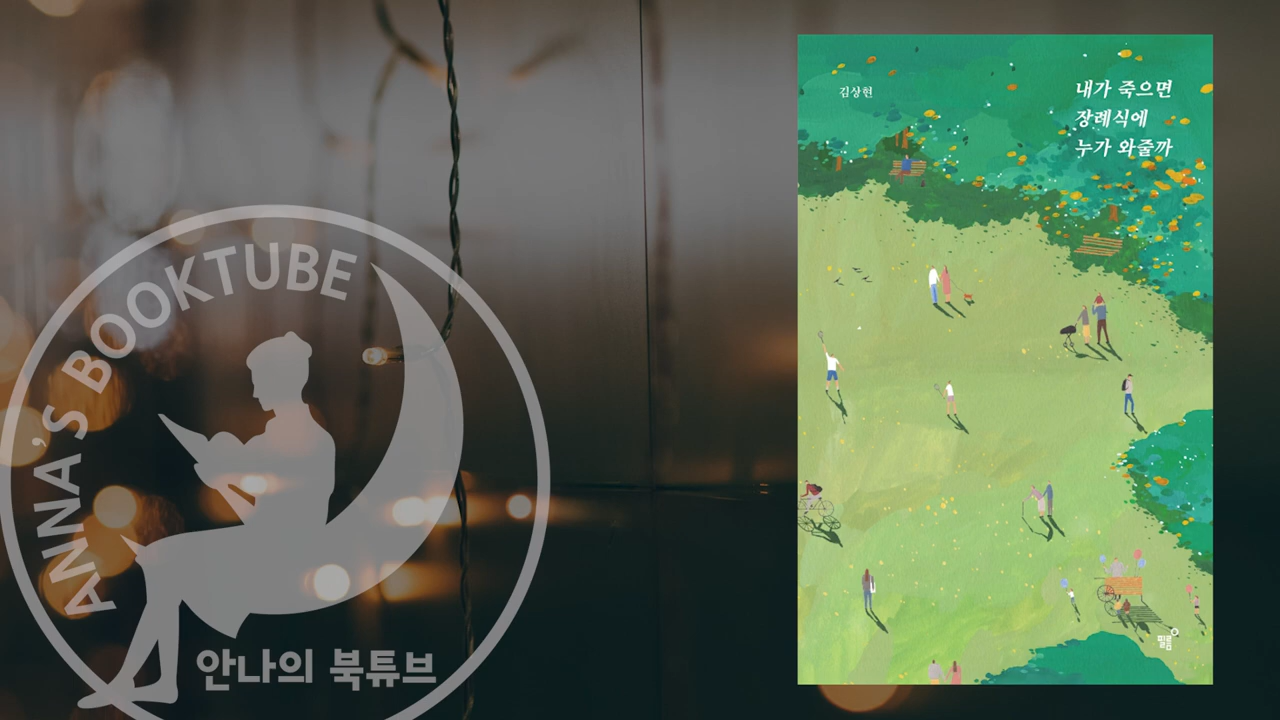 ANNA'S BOOKTUBE
안나의 북튜브
김상현
내가 죽으면
장례식에
누가 와줄까
필름